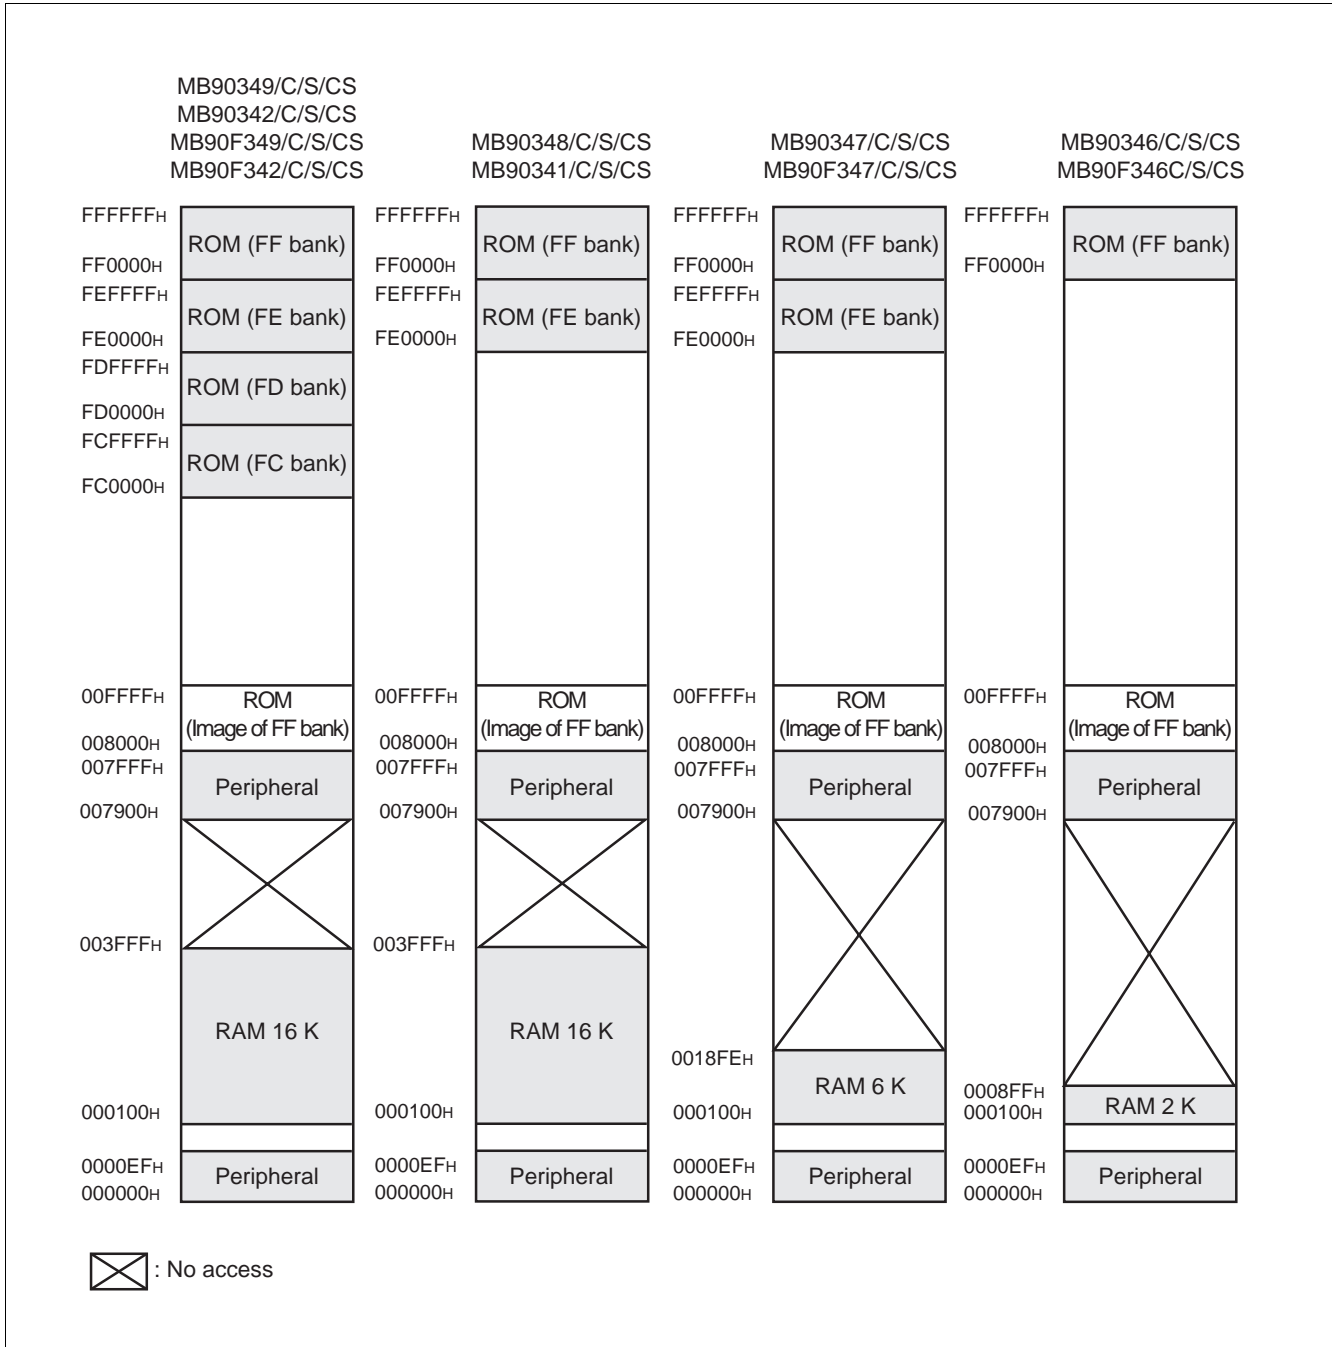 MB90349/C/S/CS
MB90342/C/S/CS
MB90F349/C/S/CS
MB90F342/C/S/CS
FFFFFFH
ROM (FF bank)
FF0000H
FEFFFFH
ROM (FE bank)
FE0000H
FDFFFFH
ROM (FD bank)
FD0000H
FCFFFFH
ROM (FC bank)
FC0000H
00FFFFH
ROM
(Image of FF bank)
008000H
007FFFH
Peripheral
007900H
003FFFH
RAM 16 K
000100H
0000EFH
Peripheral
000000H
MB90348/C/S/CS
MB90341/C/S/CS
FFFFFFH
ROM (FF bank)
FF0000H
FEFFFFH
ROM (FE bank)
FE0000H
00FFFFH
ROM
(Image of FF bank)
008000H
007FFFH
Peripheral
007900H
003FFFH
RAM 16 K
000100H
0000EFH
Peripheral
000000H
MB90347/C/S/CS
MB90F347/C/S/CS
FFFFFFH
ROM (FF bank)
FF0000H
FEFFFFH
ROM (FE bank)
FE0000H
00FFFFH
ROM
(Image of FF bank)
008000H
007FFFH
Peripheral
007900H
0018FEH
RAM 6 K
000100H
0000EFH
Peripheral
000000H
MB90346/C/S/CS
MB90F346C/S/CS
FFFFFFH
ROM (FF bank)
FF0000H
00FFFFH
ROM
(Image of FF bank)
008000H
007FFFH
Peripheral
007900H
0008FFH
RAM 2 K
000100H
0000EFH
Peripheral
000000H
: No access